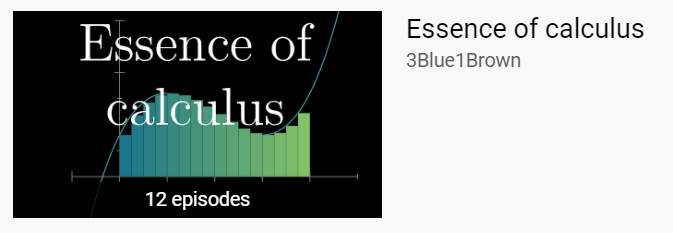 Essence of
calculus
12 episodes
Essence of calculus
3Blue1Brown